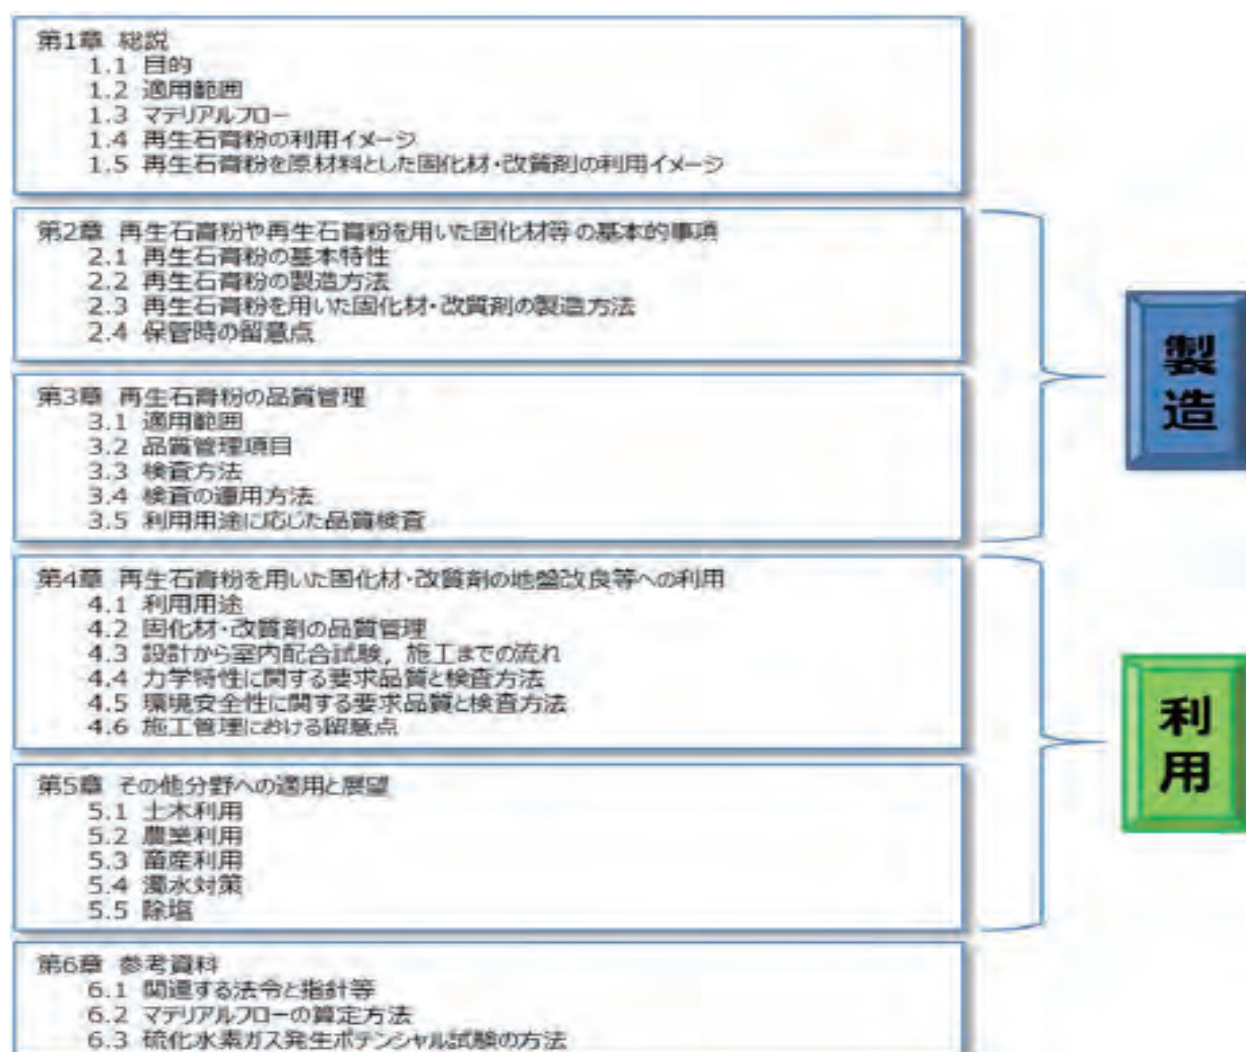 第1章 総説
1.1 目的
1.2 適用範囲
1.3 マテリアルフロー
1.4 再生石膏粉の利用イメージ
1.5 再生石膏粉を原材料とした固化材・改質剤の利用イメージ
第2章 再生石膏粉や再生石膏粉を用いた固化材等の基本的事項
2.1 再生石膏粉の基本特性
2.2 再生石膏粉の製造方法
2.3 再生石膏粉を用いた固化材・改質剤の製造方法
2.4 保管時の留意点
製造
第3章 再生石膏粉の品質管理
3.1 適用範囲
3.2 品質管理項目
3.3 検査方法
3.4 検査の運用方法
3.5 利用用途に応じた品質検査
第4章 再生石膏粉を用いた固化材・改質剤の地盤改良等への利用
4.1 利用用途
4.2 固化材・改質剤の品質管理
4.3 設計から室内配合試験，施工までの流れ
4.4 力学特性に関する要求品質と検査方法
4.5 環境安全性に関する要求品質と検査方法
4.6 施工管理における留意点
利用
第5章 その他分野への適用と展望
5.1 土木利用
5.2 農業利用
5.3 畜産利用
5.4 濁水対策
5.5 除塩
第6章 参考資料
6.1 関連する法令と指針等
6.2 マテリアルフローの算定方法
6.3 硫化水素ガス発生ポテンシャル試験の方法